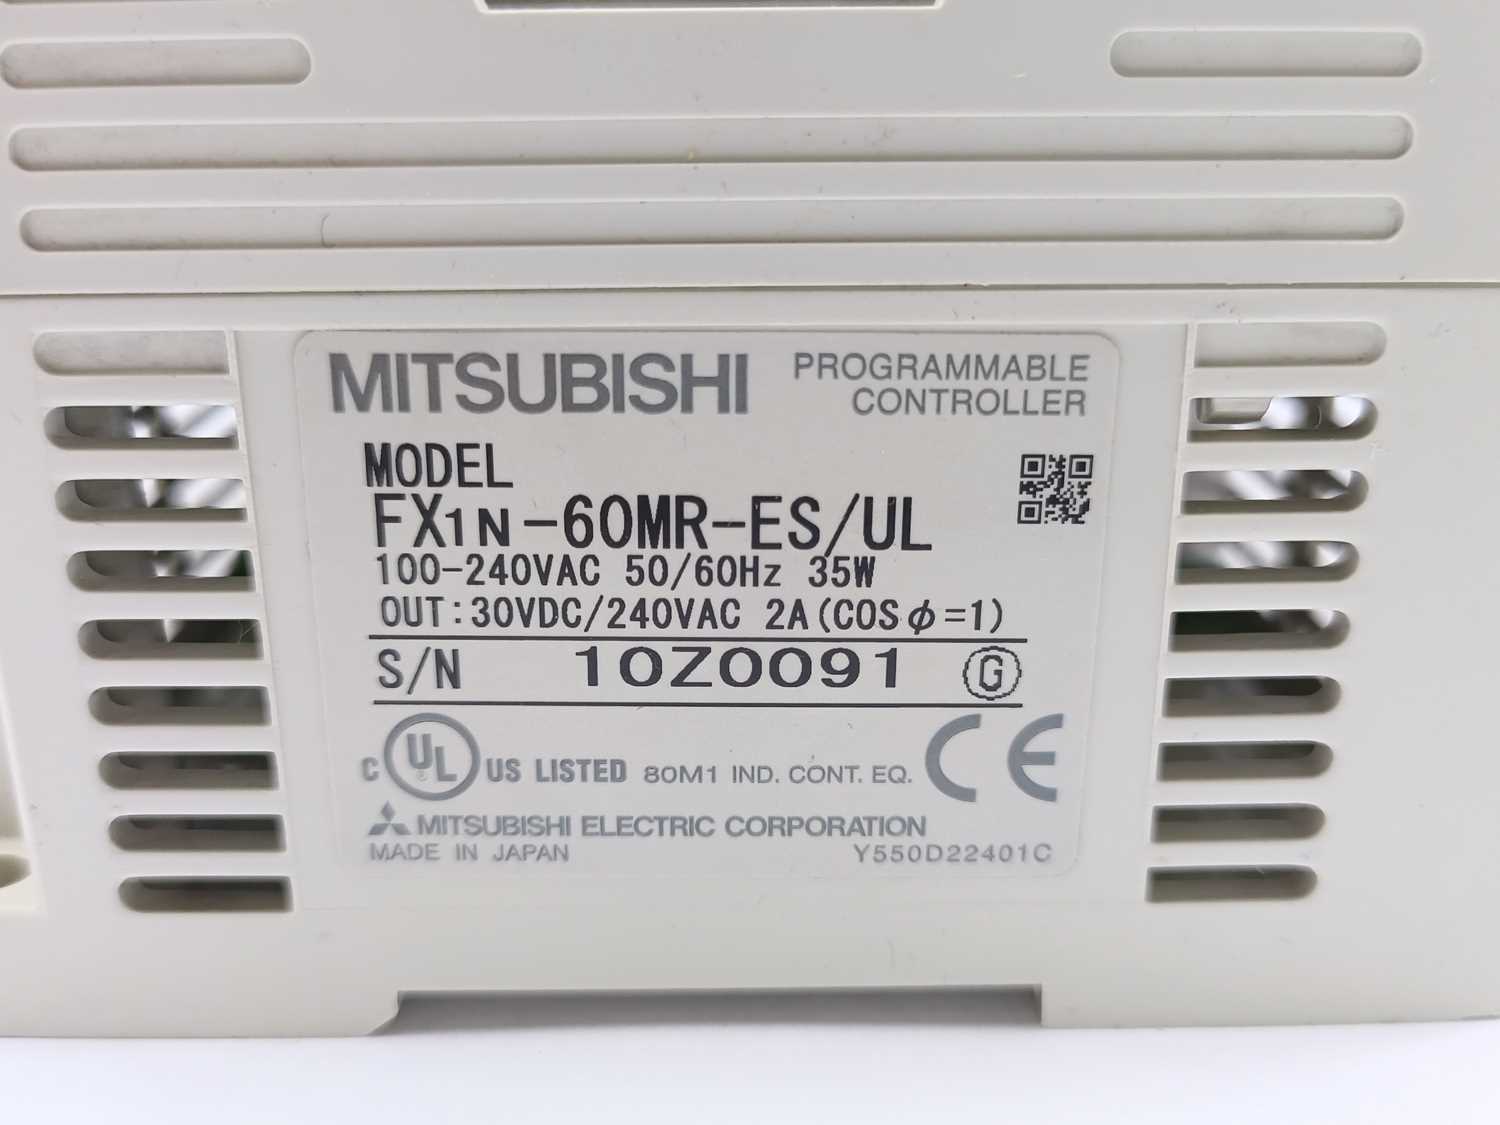 MITSUBISHI
PROGRAMMABLE
CONTROLLER
MODEL
FX1N-60MR-ES/UL
100-240VAC 50/60Hz 35W
OUT:30VDC/240VAC 2A(COSφ=1)
S/N 10Z0091 G
C UL ® US LISTED 80M1 IND. CONT. EQ. CE
MITSUBISHI ELECTRIC CORPORATION
MADE IN JAPAN Y550D22401C